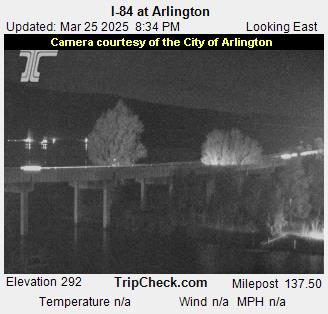 I-84 at Arlington
Updated: Mar 25 2025 8:34 PM Looking East
Camera courtesy of the City of Arlington
Elevation 292 TripCheck.com Milepost 137.50
Temperature n/a Wind n/a MPH n/a